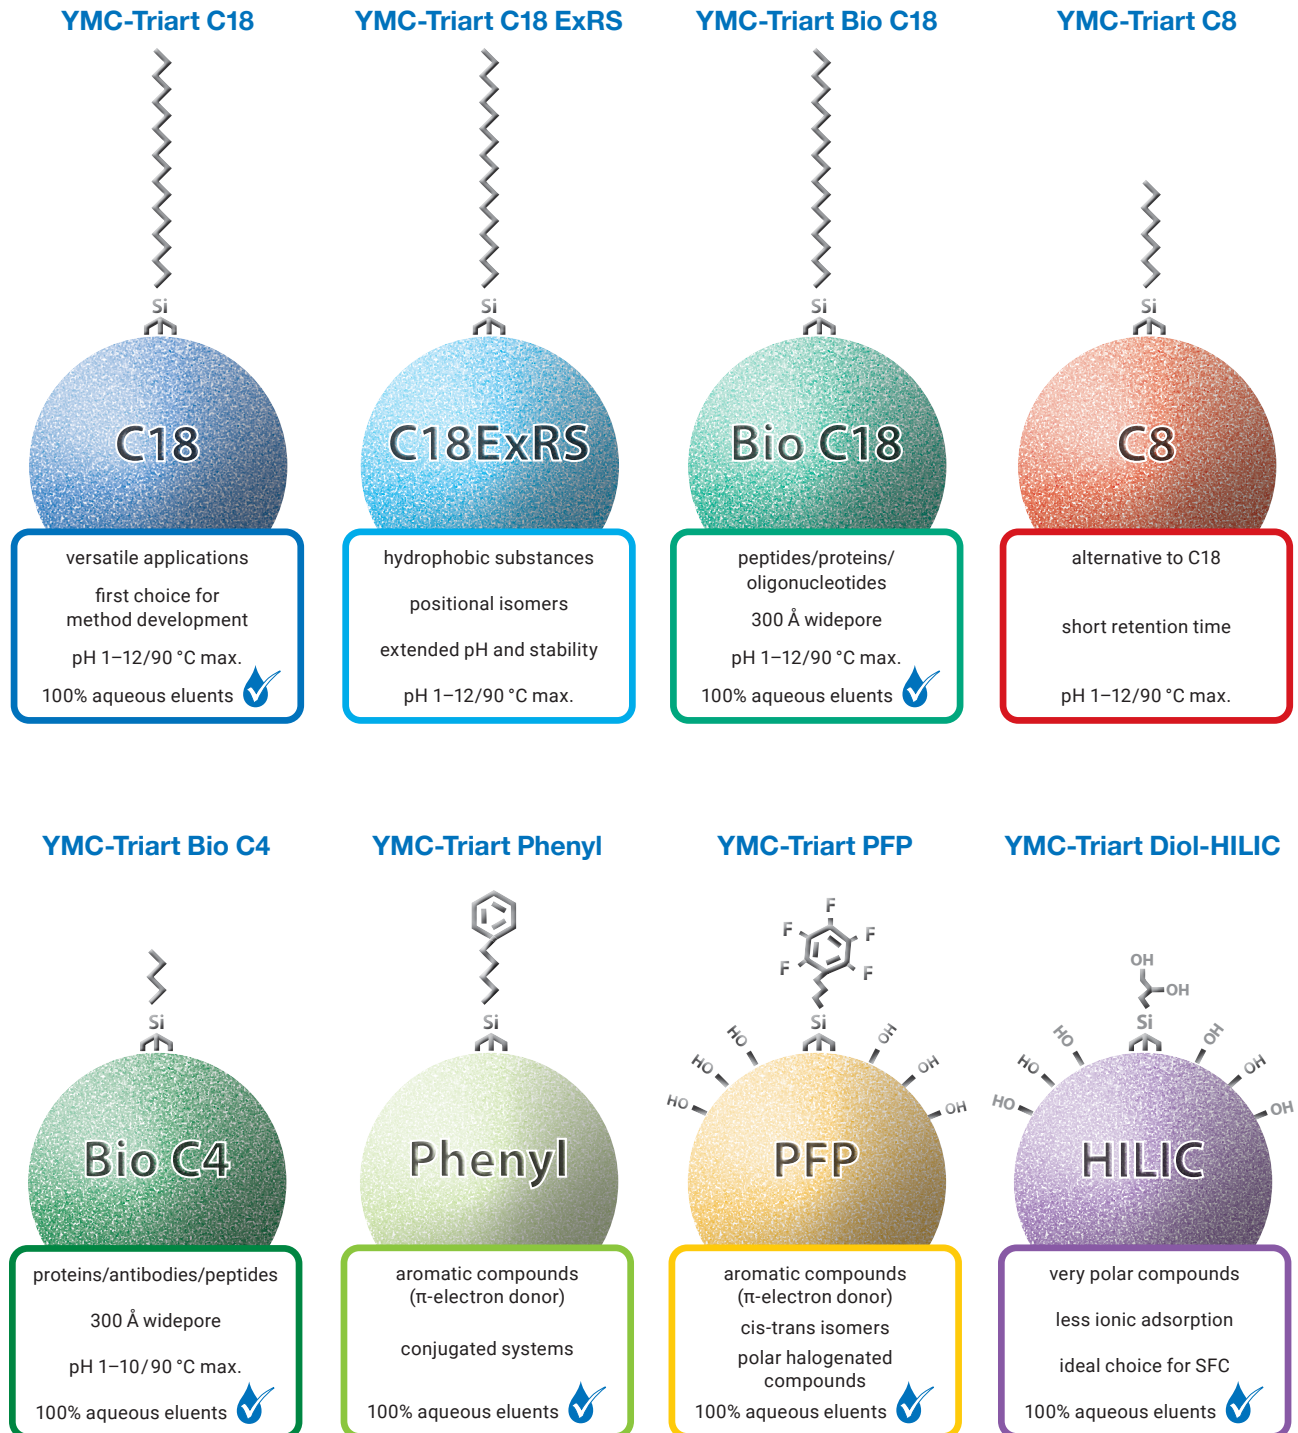 YMC-Triart C18
YMC-Triart C18 ExRS
YMC-Triart Bio C18
YMC-Triart C8
Si
Si
Si
Si
C18
C18ExRS
Bio C18
C8
versatile applications
first choice for
method development
pH 1–12/90 °C max.
100% aqueous eluents
hydrophobic substances
positional isomers
extended pH and stability
pH 1–12/90 °C max.
peptides/proteins/
oligonucleotides
300 Å widepore
pH 1–12/90 °C max.
100% aqueous eluents
alternative to C18
short retention time
pH 1–12/90 °C max.
YMC-Triart Bio C4
YMC-Triart Phenyl
YMC-Triart PFP
YMC-Triart Diol-HILIC
Si
Si
F
F
F
F
F
Si
HO
HO
HO
OH
OH
OH
OH
OH
Si
HO
HO
HO
OH
OH
OH
Bio C4
Phenyl
PFP
HILIC
proteins/antibodies/peptides
300 Å widepore
pH 1–10/90 °C max.
100% aqueous eluents
aromatic compounds
(π-electron donor)
conjugated systems
100% aqueous eluents
aromatic compounds
(π-electron donor)
cis-trans isomers
polar halogenated
compounds
100% aqueous eluents
very polar compounds
less ionic adsorption
ideal choice for SFC
100% aqueous eluents